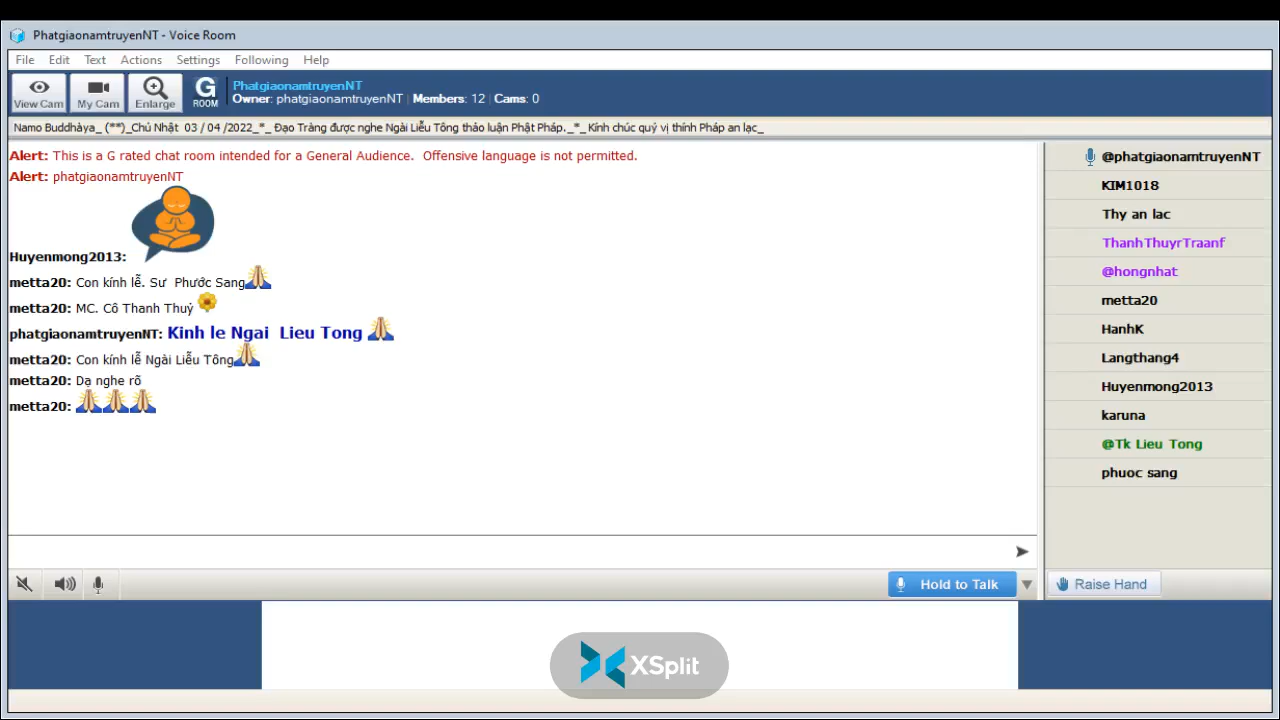 PhatgiaonamtruyenNT - Voice Room
File Edit Text Actions Settings Following Help
View Cam
My Cam
Enlarge
G
ROOM
PhatgiaonamtruyenNT
Owner: phatgiaonamtruyenNT | Members: 12 | Cams: 0
Namo Buddhàya_ (**)_Chủ Nhật 03 / 04 /2022_*_ Đạo Tràng được nghe Ngài Liễu Tông thảo luận Phật Pháp._*_ Kính chúc quý vị thính Pháp an lạc_
Alert: This is a G rated chat room intended for a General Audience. Offensive language is not permitted.
Alert: phatgiaonamtruyenNT
Huyenmong2013:
metta20: Con kính lễ. Sư Phước Sang
metta20: MC. Cô Thanh Thuỷ
phatgiaonamtruyenNT: Kinh le Ngai Lieu Tong
metta20: Con kính lễ Ngài Liễu Tông
metta20: Dạ nghe rõ
metta20:
@phatgiaonamtruyenNT
KIM1018
Thy an lac
ThanhThuyrTraanf
@hongnhat
metta20
HanhK
Langthang4
Huyenmong2013
karuna
@Tk Lieu Tong
phuoc sang
Hold to Talk
Raise Hand
XSplit